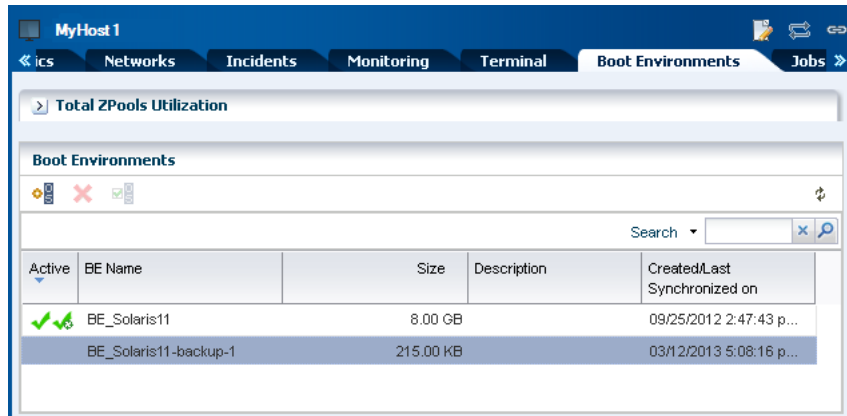 MyHost1
ics Networks Incidents Monitoring Terminal Boot Environments Jobs
Total ZPools Utilization
Boot Environments
Search
Active BE Name Size Description Created/Last
Synchronized on
BE_Solaris11 8.00 GB 09/25/2012 2:47:43 p...
BE_Solaris11-backup-1 215.00 KB 03/12/2013 5:08:16 p...